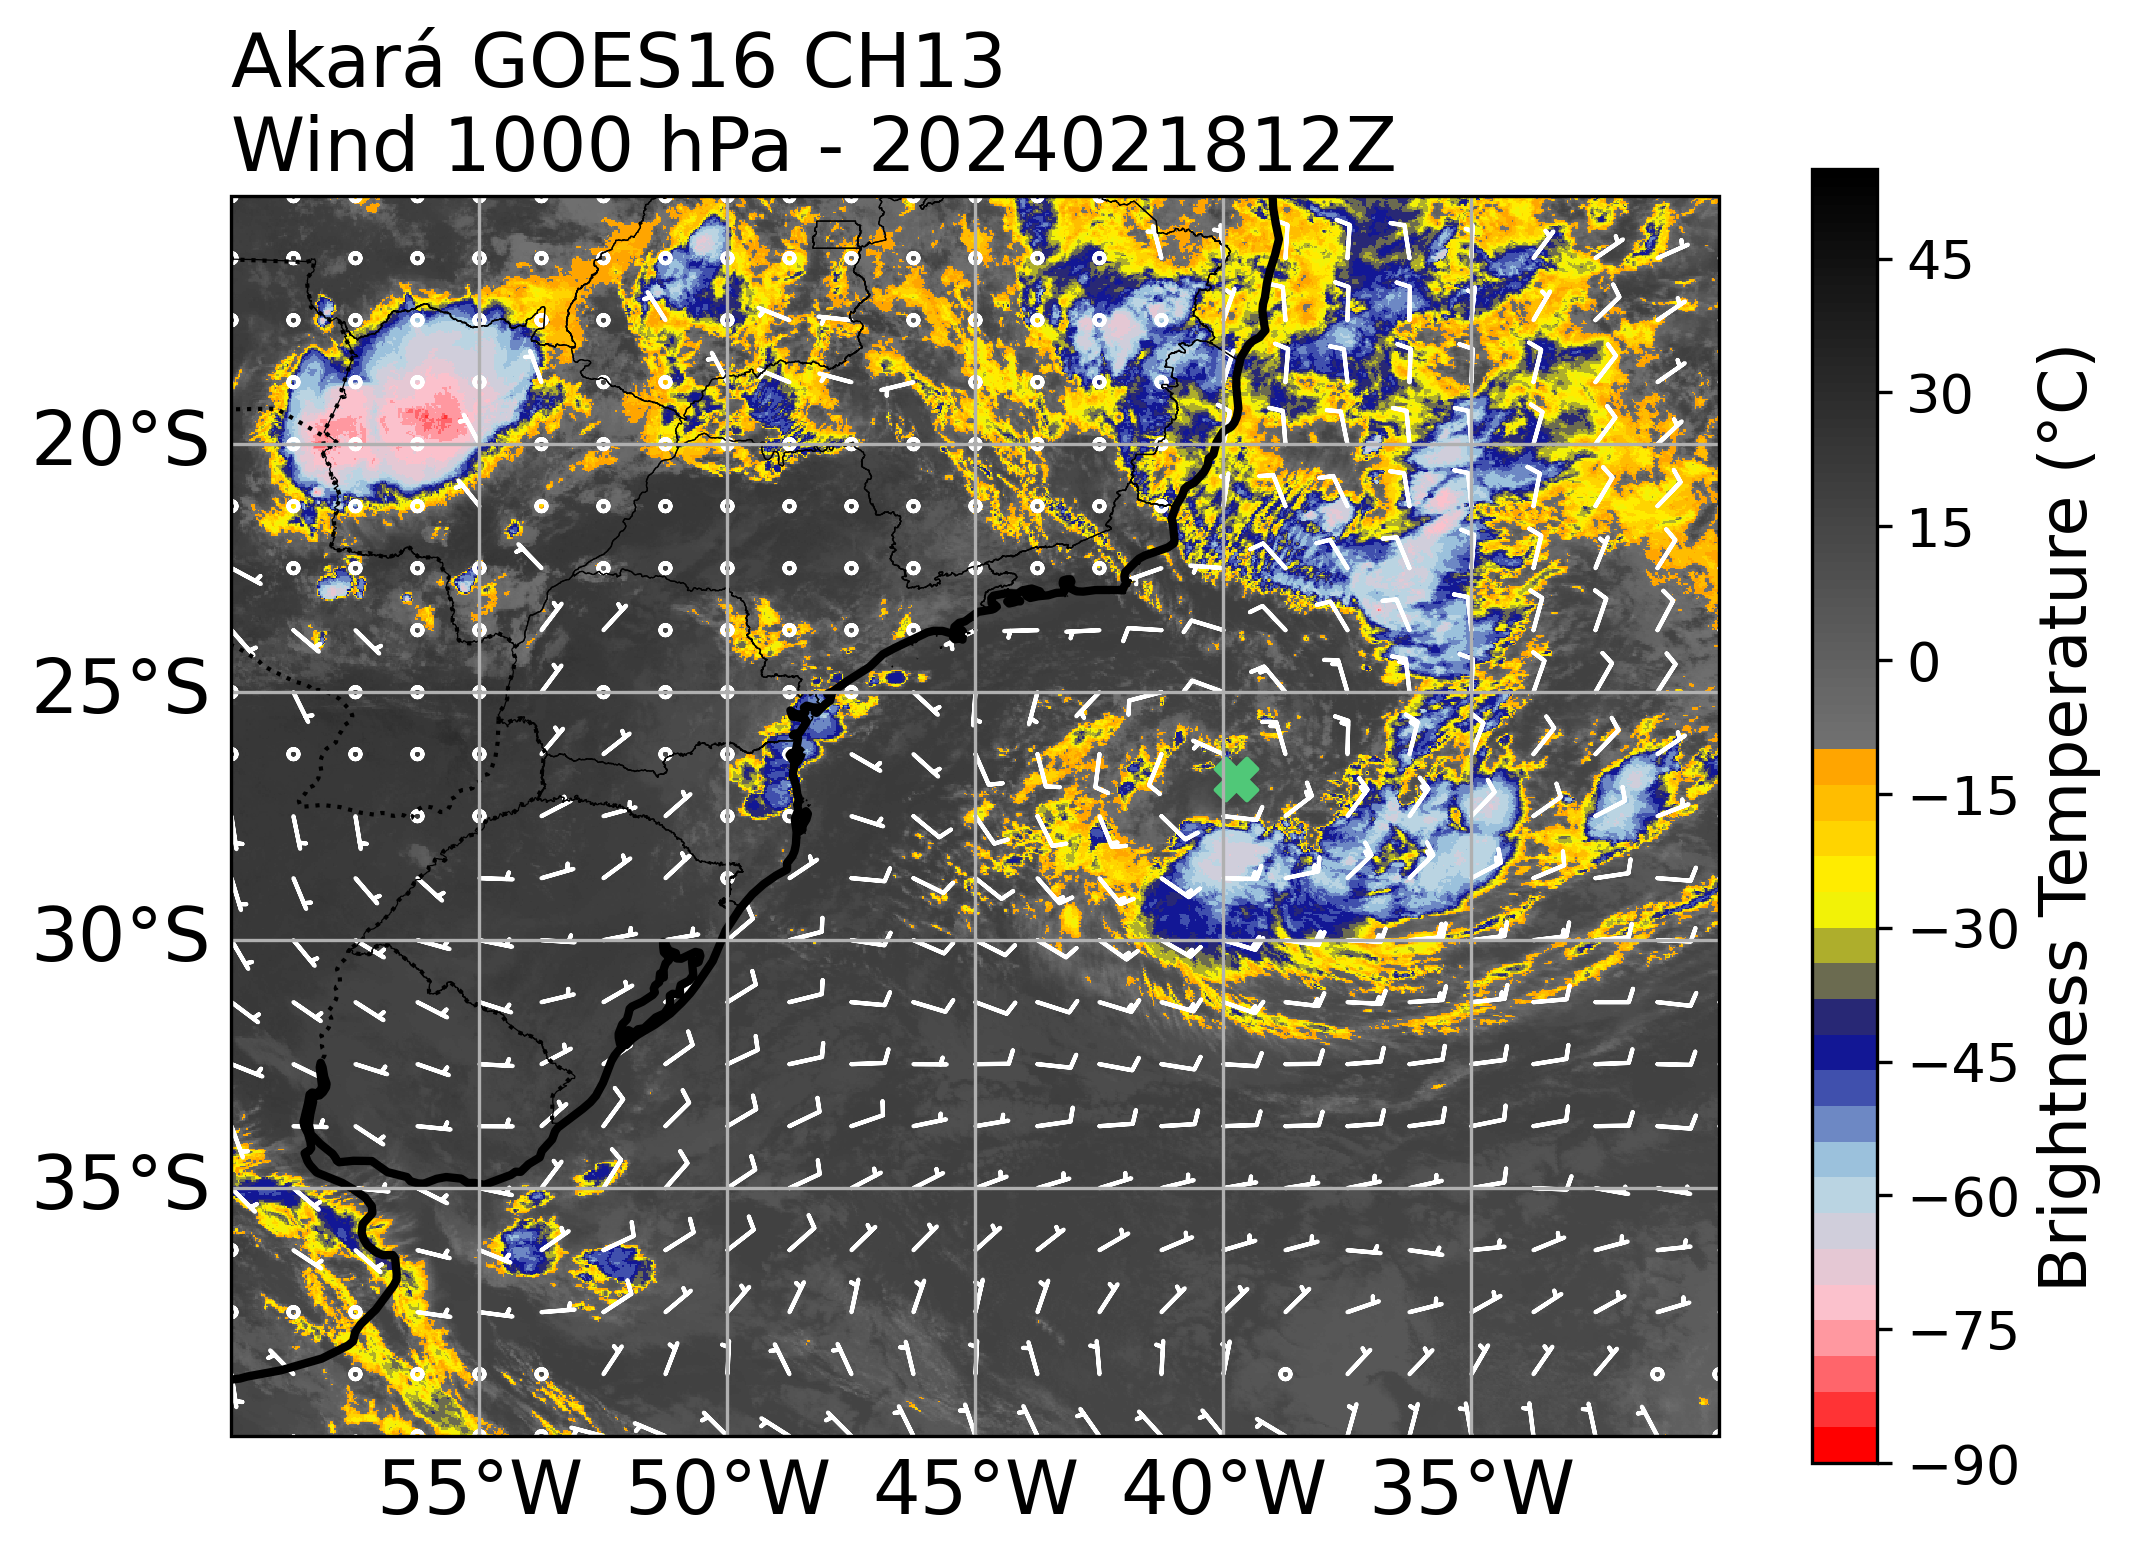 Akará GOES16 CH13
Wind 1000 hPa - 2024021812Z
20°S
25°S
30°S
35°S
55°W
50°W
45°W
40°W
35°W
45
30
15
0
−15
−30
−45
−60
−75
−90
Brightness Temperature (°C)